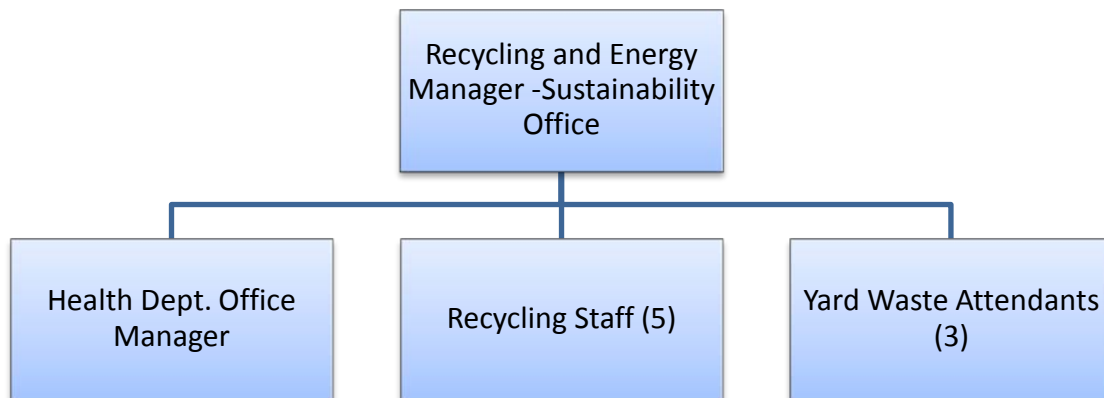 Recycling and Energy
Manager -Sustainability
Office
Health Dept. Office
Manager
Recycling Staff (5)
Yard Waste Attendants
(3)